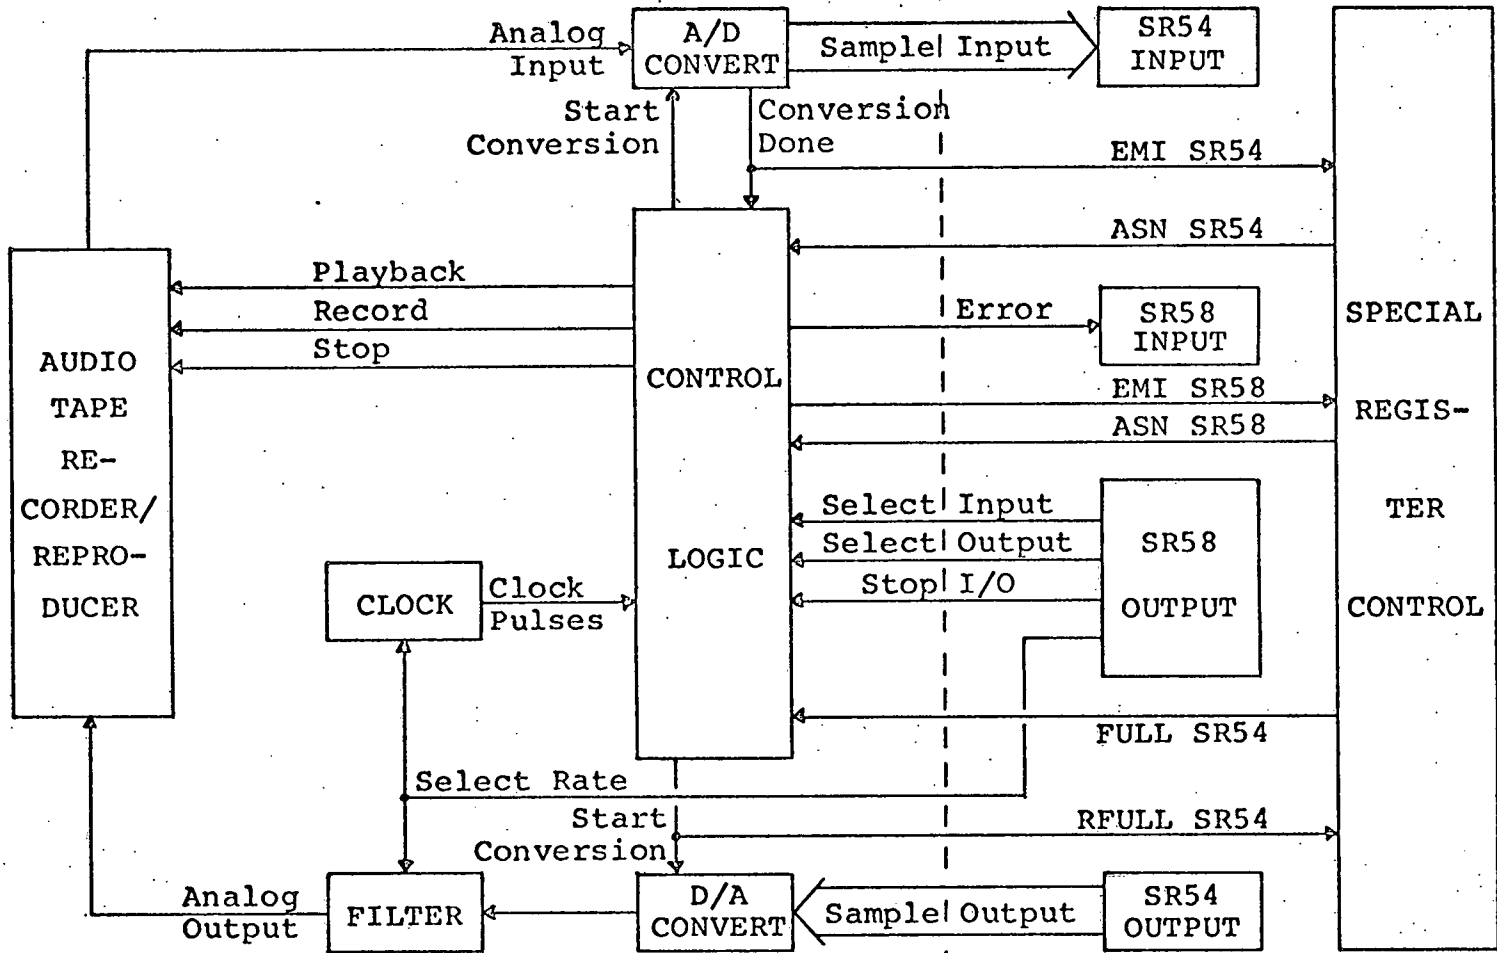 Analog
Input
A/D
CONVERT
Sample Input
SR54
INPUT
Start
Conversion
Conversion
Done
EMI SR54
ASN SR54
Playback
Record
Stop
Error
SR58
INPUT
EMI SR58
ASN SR58
AUDIO
TAPE
RE-
CORDER/
REPRO-
DUCER
CONTROL
LOGIC
SPECIAL
REGIS-
TER
CONTROL
Select Input
Select Output
Stop I/O
SR58
OUTPUT
CLOCK
Clock
Pulses
FULL SR54
Select Rate
Start
Conversion
RFULL SR54
Analog
Output
FILTER
D/A
CONVERT
Sample Output
SR54
OUTPUT